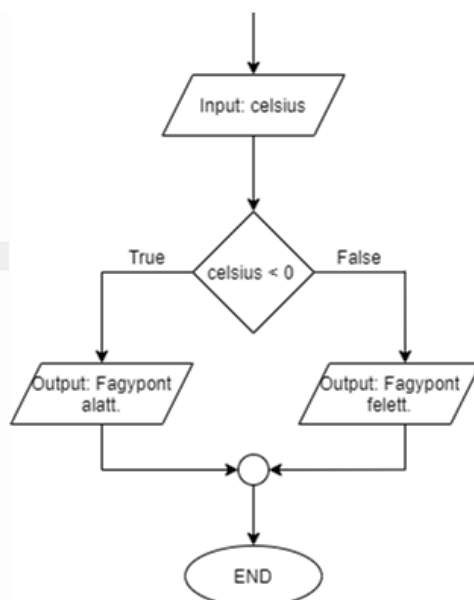 Input: celsius
True
False
celsius < 0
Output: Fagypont
alatt.
Output: Fagypont
felett.
END